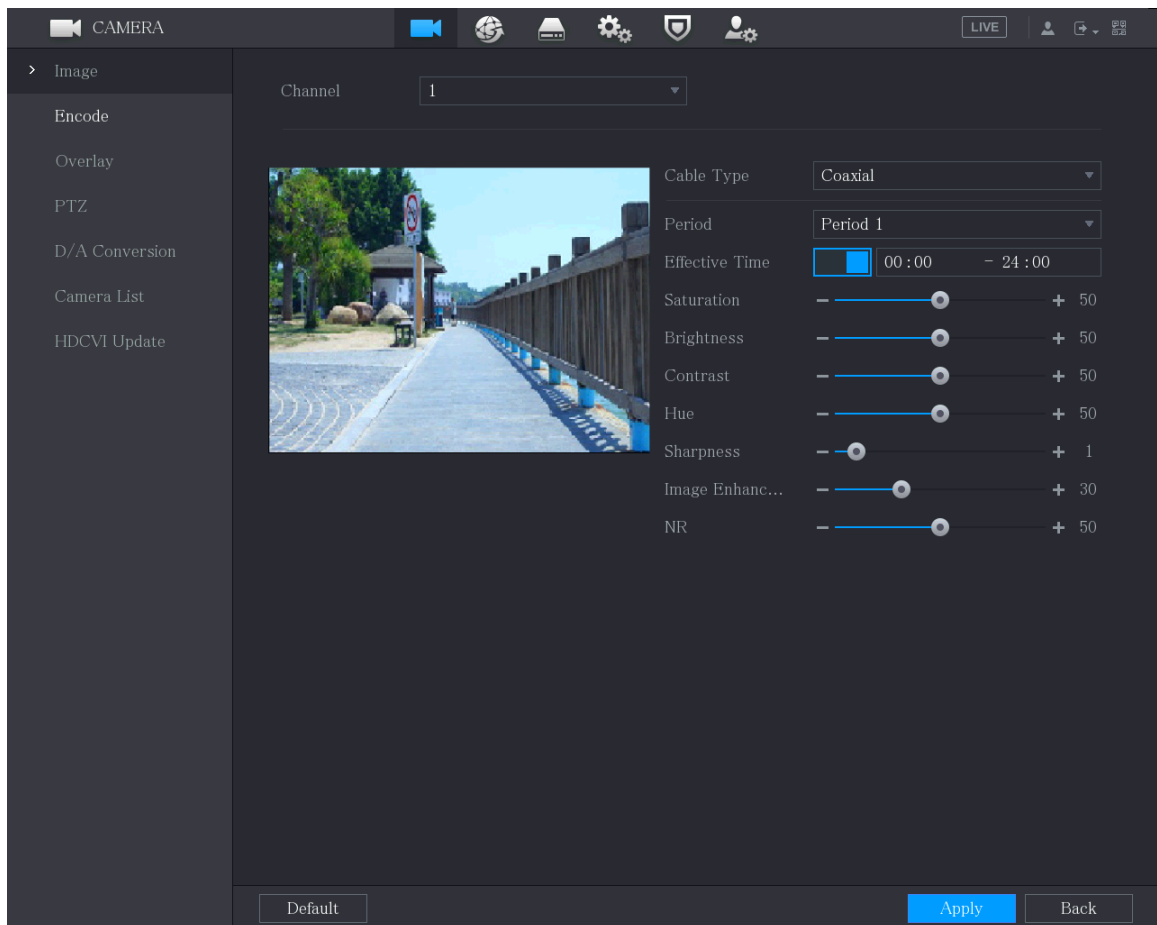 CAMERA
LIVE
Image
Encode
Overlay
PTZ
D/A Conversion
Camera List
HDCVI Update
Channel 1
Cable Type Coaxial
Period Period 1
Effective Time 00:00 - 24:00
Saturation 50
Brightness 50
Contrast 50
Hue 50
Sharpness 1
Image Enhanc... 30
NR 50
Default Apply Back